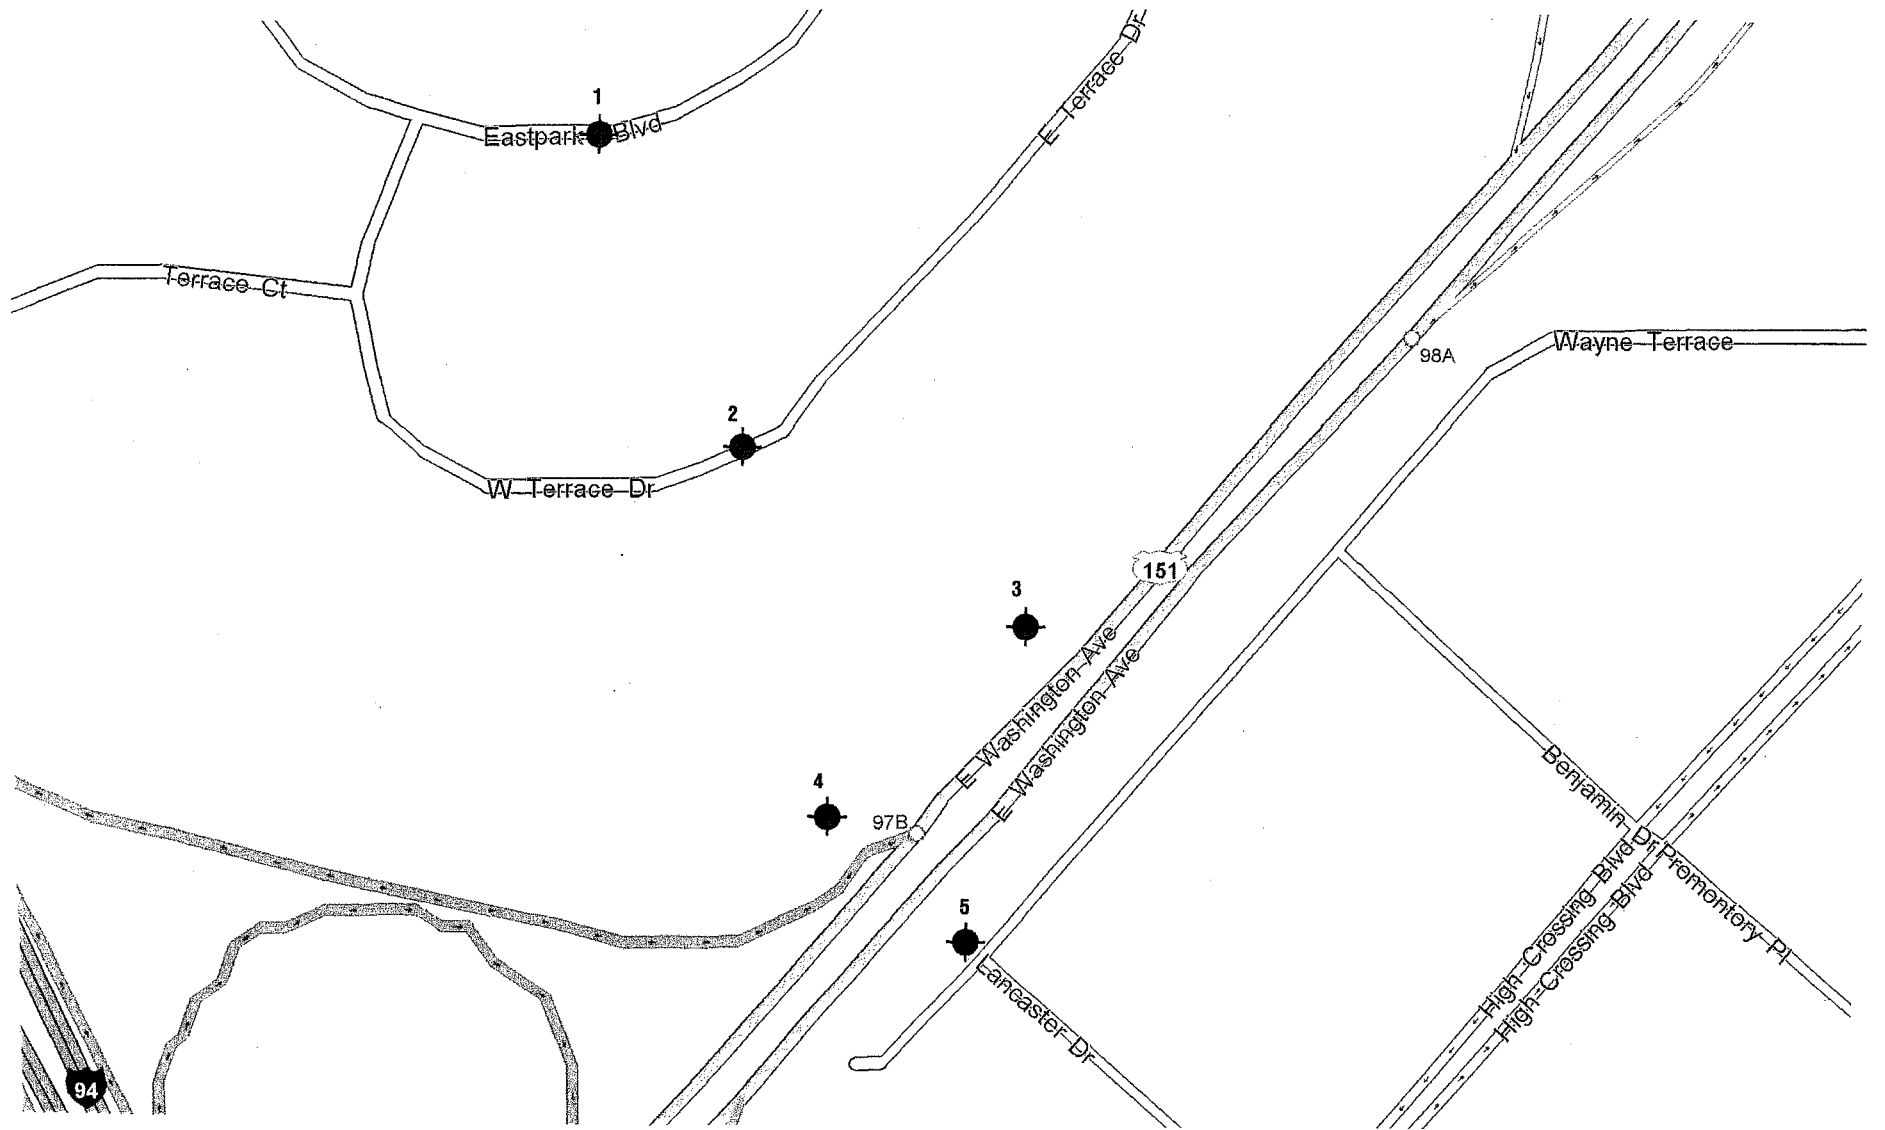 E Terrace Dr
1
Eastpark Blvd
Terrace Ct
Wayne Terrace
98A
2
W Terrace Dr
151
3
E Washington Ave
E Washington Ave
Benjamin Dr
4
97B
High Crossing Blvd
High Crossing Blvd
Promontory Pl
5
Lancaster Dr
94